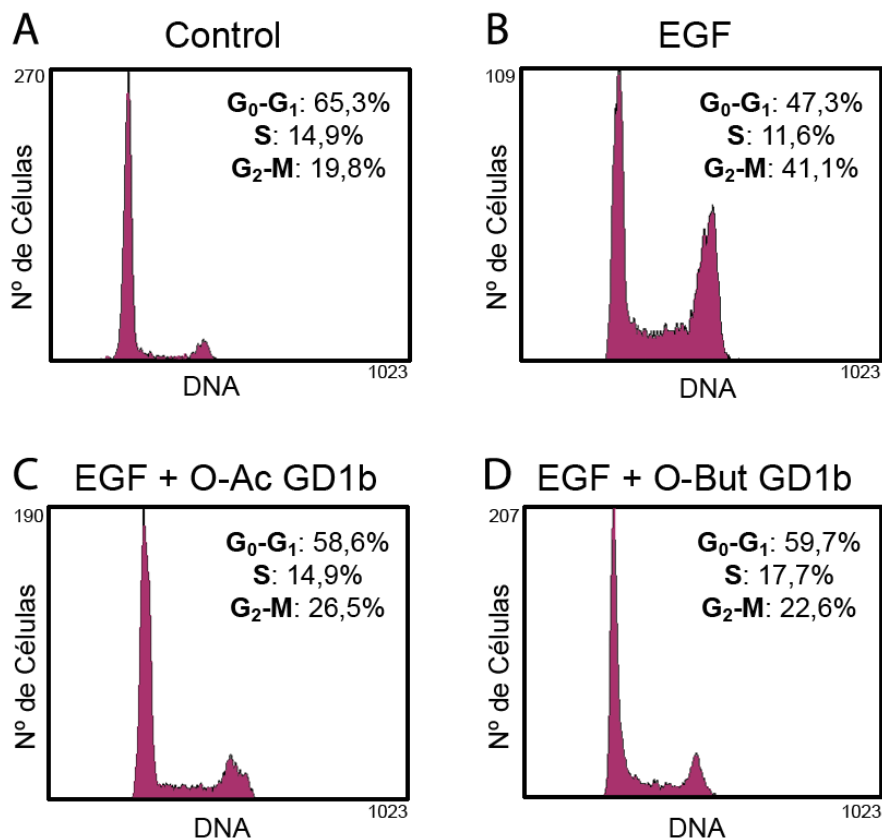 A
Control
270
G₀-G₁: 65,3%
S: 14,9%
G₂-M: 19,8%
Nº de Células
1023
DNA
B
EGF
109
G₀-G₁: 47,3%
S: 11,6%
G₂-M: 41,1%
Nº de Células
1023
DNA
C
EGF + O-Ac GD1b
190
G₀-G₁: 58,6%
S: 14,9%
G₂-M: 26,5%
Nº de Células
1023
DNA
D
EGF + O-But GD1b
207
G₀-G₁: 59,7%
S: 17,7%
G₂-M: 22,6%
Nº de Células
1023
DNA